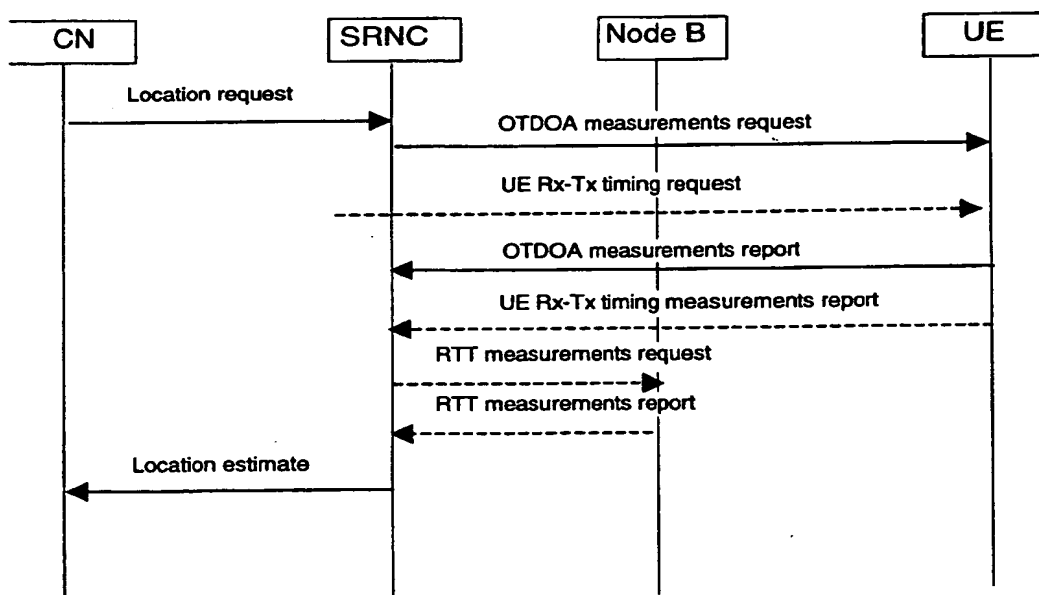 CN
SRNC
Node B
UE
Location request
OTDOA measurements request
UE Rx-Tx timing request
OTDOA measurements report
UE Rx-Tx timing measurements report
RTT measurements request
RTT measurements report
Location estimate